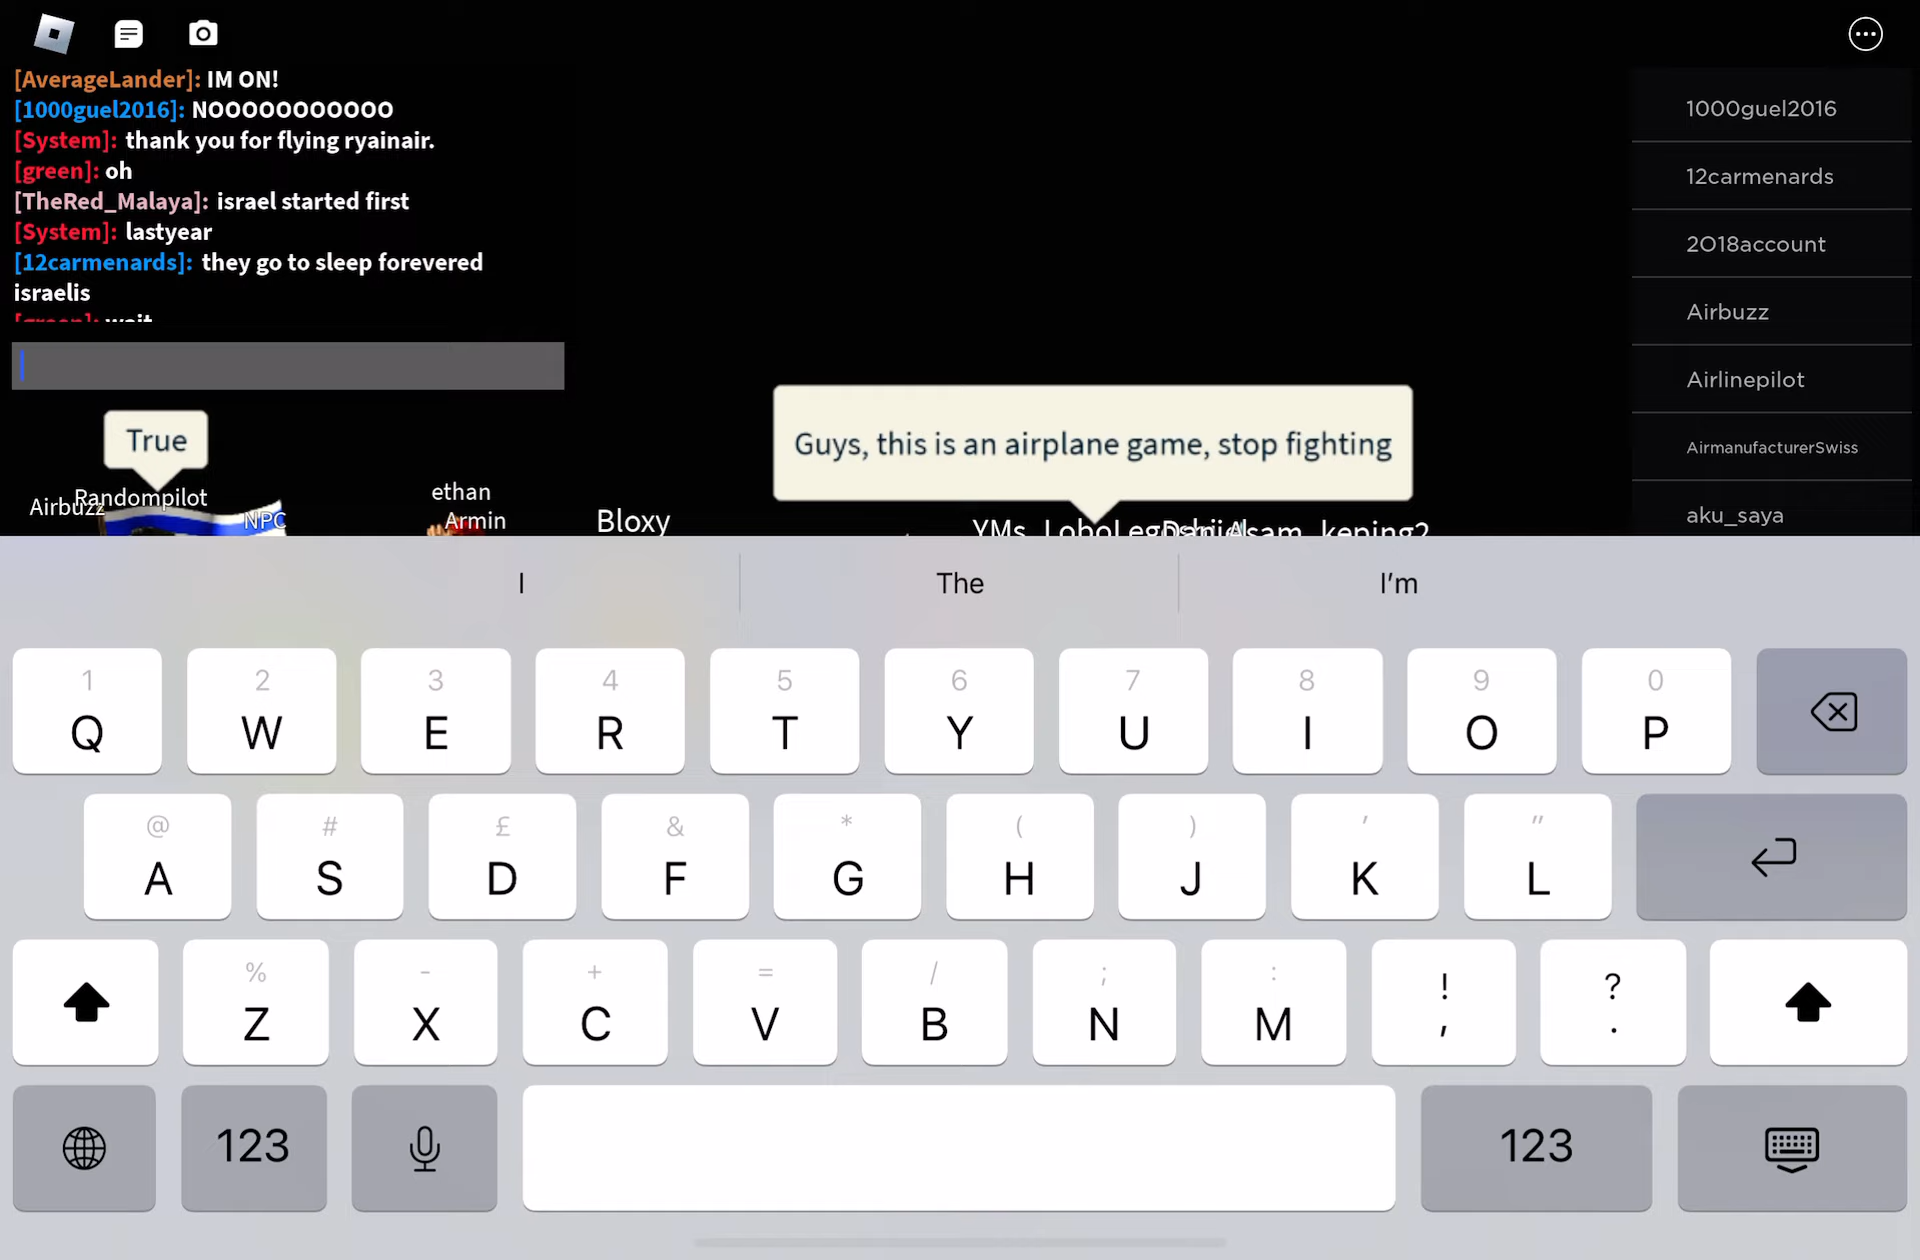 [AverageLander]: IM ON!
[1000guel2016]: NOOOOOOOOOOO
[System]: thank you for flying ryainair.
[green]: oh
[TheRed_Malaya]: israel started first
[System]: lastyear
[12carmenards]: they go to sleep forevered
israelis
[green]: wait
1000guel2016
12carmenards
2O18account
Airbuzz
Airlinepilot
AirmanufacturerSwiss
aku_saya
True
Guys, this is an airplane game, stop fighting
Airbuzz
Randompilot
NPC
ethan
Armin
Bloxy
I
The
I’m
1 2 3 4 5 6 7 8 9 0
Q W E R T Y U I O P
@ # £ & * ( ) ' "
A S D F G H J K L
% - + = / ; : ! ?
Z X C V B N M , .
123
123